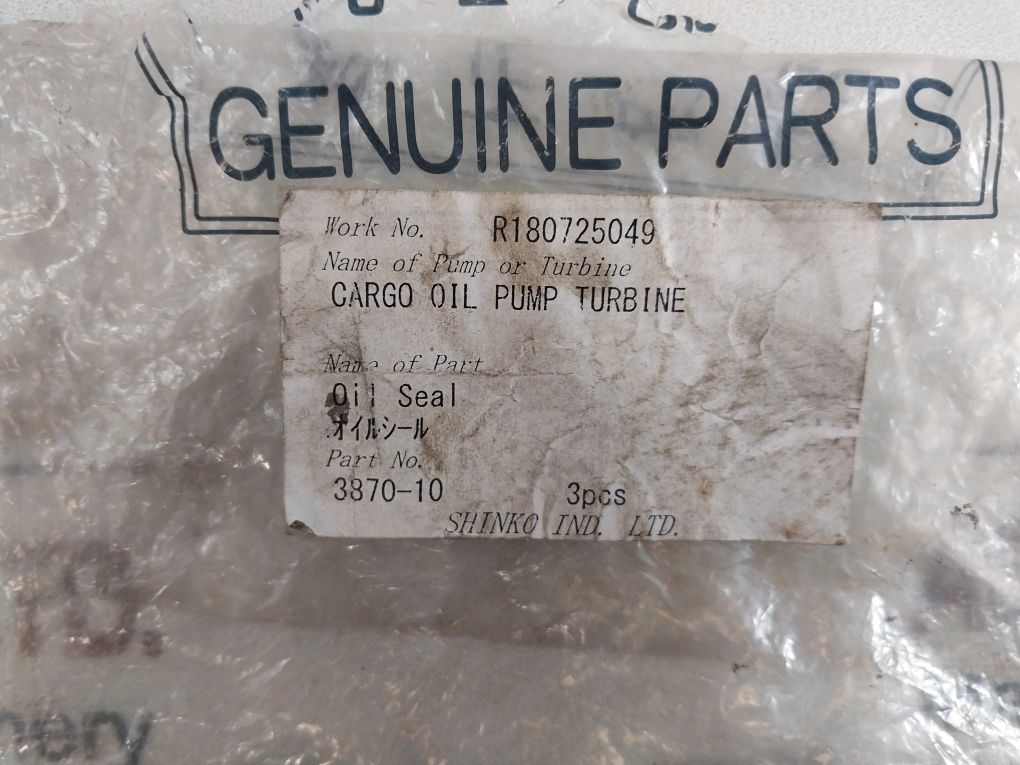 GENUINE PARTS
Work No. R180725049
Name of Pump or Turbine
CARGO OIL PUMP TURBINE
Name of Part
Oil Seal
オイルシール
Part No.
3870-10 3pcs
SHINKO IND. LTD.